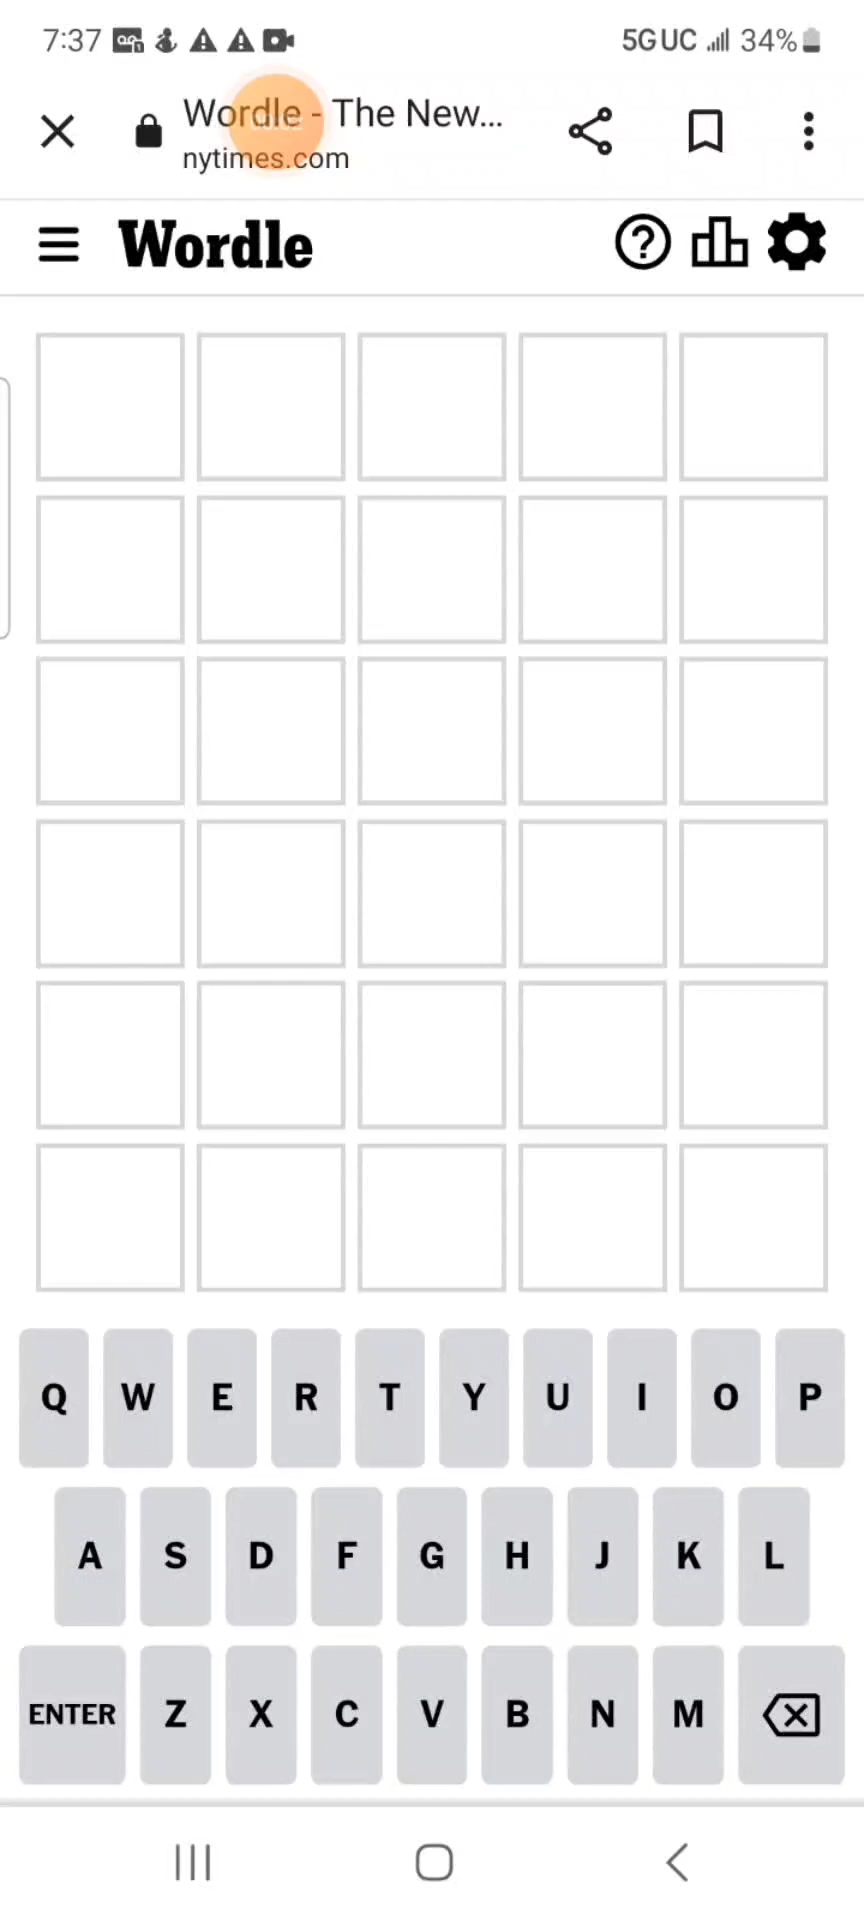 7:37 5G UC 34%
Wordle - The New...
nytimes.com
Wordle
Q W E R T Y U I O P
A S D F G H J K L
ENTER Z X C V B N M